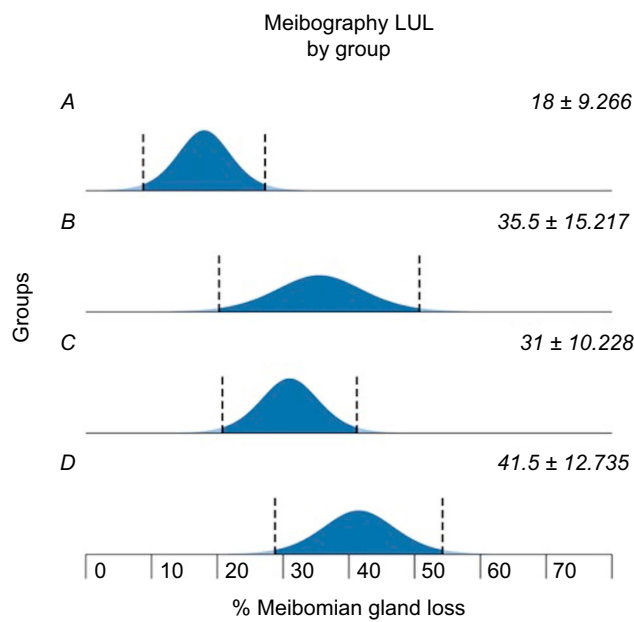 Meibography LUL
by group
A
18 ± 9.266
B
35.5 ± 15.217
Groups
C
31 ± 10.228
D
41.5 ± 12.735
0 10 20 30 40 50 60 70
% Meibomian gland loss